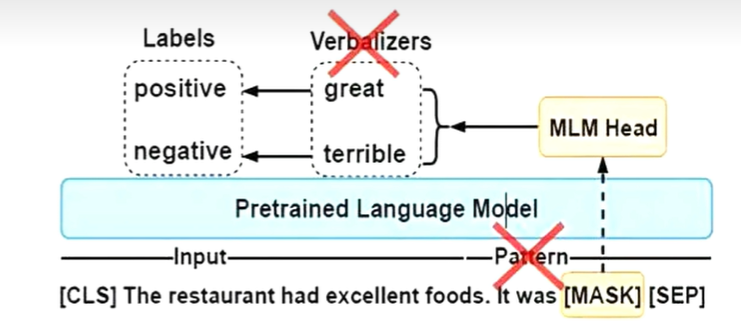 Labels Verbalizers
positive great
MLM Head
negative terrible
Pretrained Language Model
Input Pattern
[CLS] The restaurant had excellent foods. It was [MASK] [SEP]